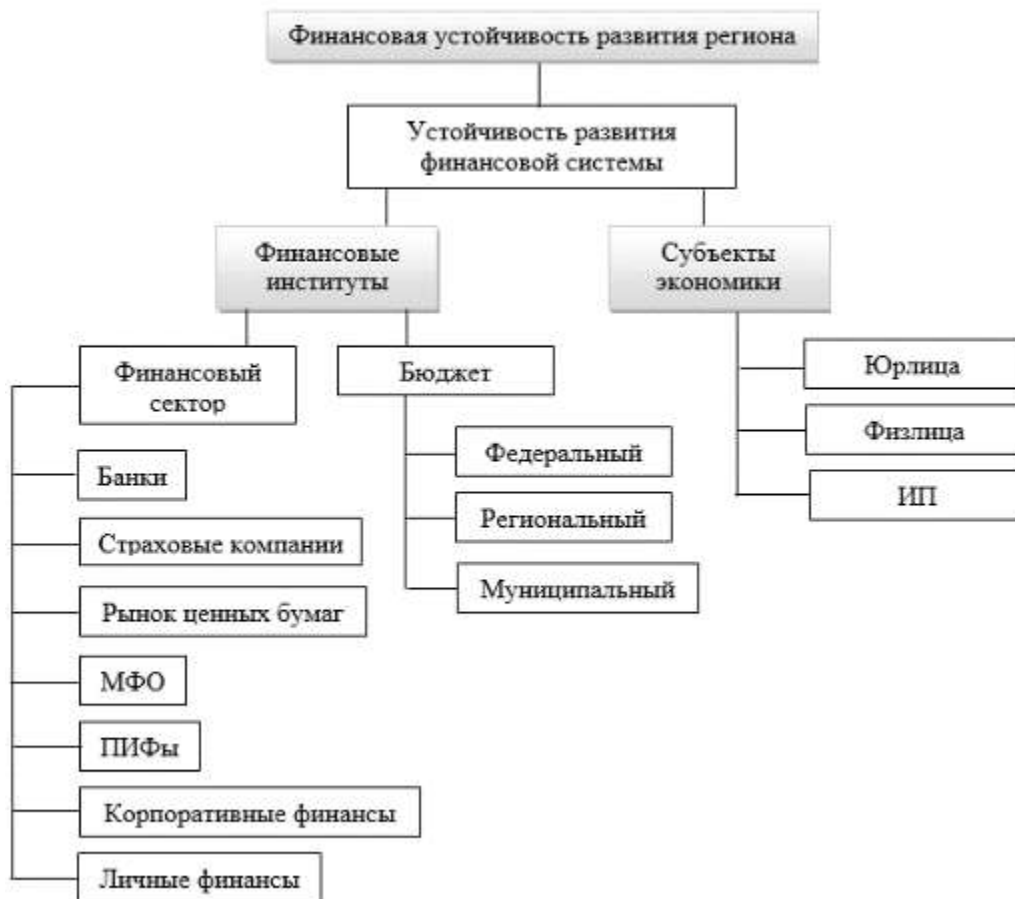 Финансовая устойчивость развития региона
Устойчивость развития
финансовой системы
Финансовые
институты
Субъекты
экономики
Финансовый
сектор
Банки
Страховые компании
Рынок ценных бумаг
МФО
ПИФы
Корпоративные финансы
Личные финансы
Бюджет
Федеральный
Региональный
Муниципальный
Юрлица
Физлица
ИП